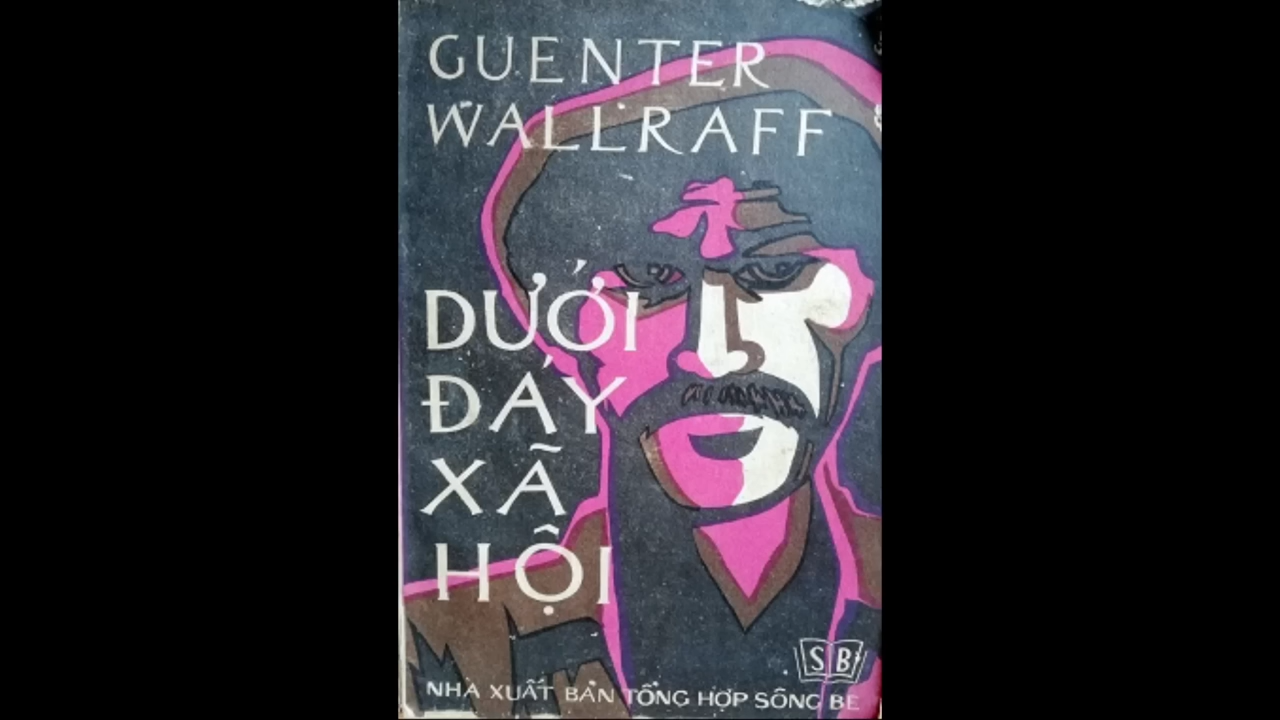 GUENTER
WALLRAFF
DƯỚI
ĐÁY
XÃ
HỘI
SB
NHÀ XUẤT BẢN TỔNG HỢP SÔNG BÉ